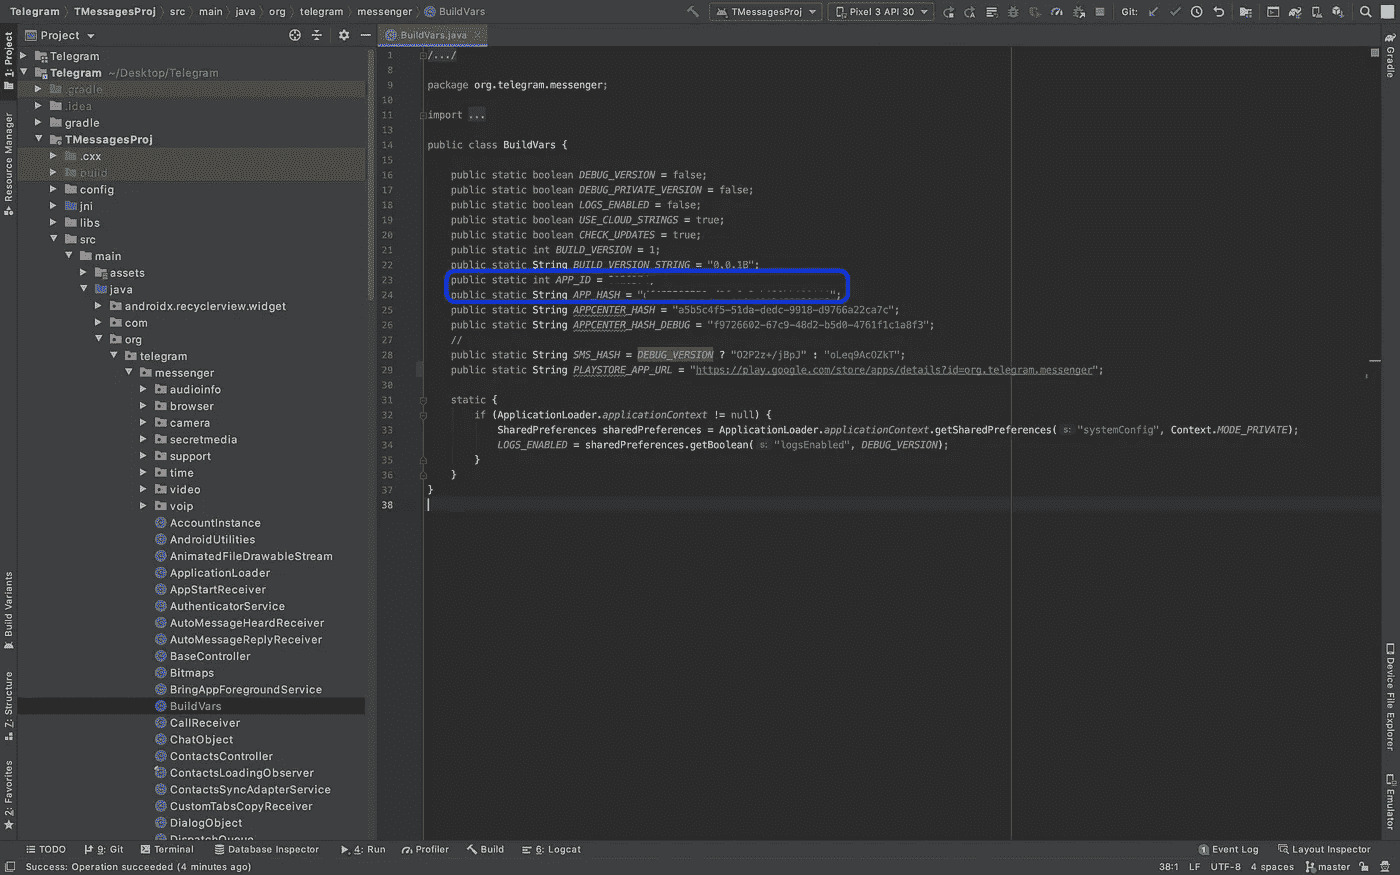 Telegram TMessagesProj src main java org telegram messenger BuildVars
TMessagesProj Pixel 3 API 30 Git:
Project
BuildVars.java
1: Project
Resource Manager
Build Variants
Z: Structure
2: Favorites
Gradle
Device File Explorer
Emulator
Telegram
Telegram ~/Desktop/Telegram
.gradle
.idea
gradle
TMessagesProj
.cxx
build
config
jni
libs
src
main
assets
java
androidx.recyclerview.widget
com
org
telegram
messenger
audioinfo
browser
camera
secretmedia
support
time
video
voip
AccountInstance
AndroidUtilities
AnimatedFileDrawableStream
ApplicationLoader
AppStartReceiver
AuthenticatorService
AutoMessageHeardReceiver
AutoMessageReplyReceiver
BaseController
Bitmaps
BringAppForegroundService
BuildVars
CallReceiver
ChatObject
ContactsController
ContactsLoadingObserver
ContactsSyncAdapterService
CustomTabsCopyReceiver
DialogObject
DispatchQueue
1 /.../
8
9 package org.telegram.messenger;
10
11 import ...
13
14 public class BuildVars {
15
16 public static boolean DEBUG_VERSION = false;
17 public static boolean DEBUG_PRIVATE_VERSION = false;
18 public static boolean LOGS_ENABLED = false;
19 public static boolean USE_CLOUD_STRINGS = true;
20 public static boolean CHECK_UPDATES = true;
21 public static int BUILD_VERSION = 1;
22 public static String BUILD_VERSION_STRING = "0.0.1B";
23 public static int APP_ID =
24 public static String APP_HASH = " ";
25 public static String APPCENTER_HASH = "a5b5c4f5-51da-dedc-9918-d9766a22ca7c";
26 public static String APPCENTER_HASH_DEBUG = "f9726602-67c9-48d2-b5d0-4761f1c1a8f3";
27 //
28 public static String SMS_HASH = DEBUG_VERSION ? "O2P2z+/jBpJ" : "oLeq9AcOZkT";
29 public static String PLAYSTORE_APP_URL = "https://play.google.com/store/apps/details?id=org.telegram.messenger";
30
31 static {
32 if (ApplicationLoader.applicationContext != null) {
33 SharedPreferences sharedPreferences = ApplicationLoader.applicationContext.getSharedPreferences( s: "systemConfig", Context.MODE_PRIVATE);
34 LOGS_ENABLED = sharedPreferences.getBoolean( s: "logsEnabled", DEBUG_VERSION);
35 }
36 }
37 }
38
TODO 9: Git Terminal Database Inspector 4: Run Profiler Build 6: Logcat 1 Event Log Layout Inspector
Success: Operation succeeded (4 minutes ago) 38:1 LF UTF-8 4 spaces master